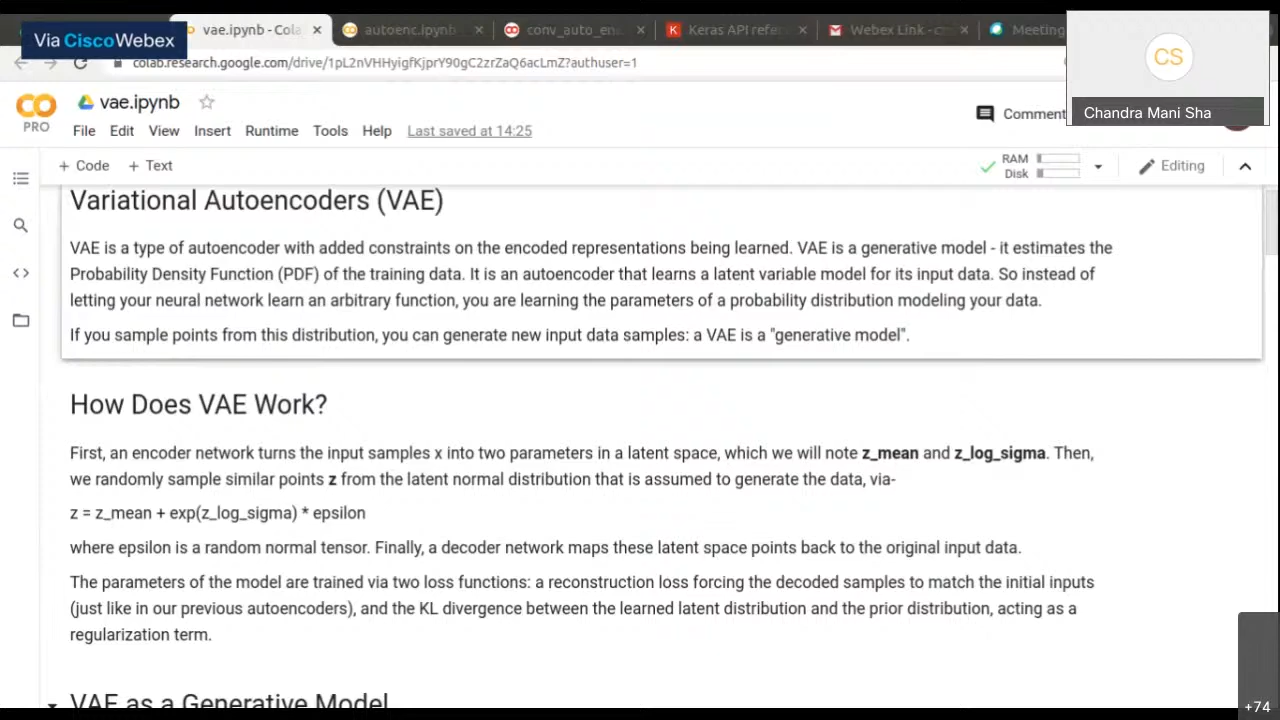 Via Cisco Webex
vae.ipynb - Cola
autoenc.ipynb
conv_auto_en
Keras API refe
Webex Link - c
Meeting
colab.research.google.com/drive/1pL2nVHHyigfKjprY90gC2zrZaQ6acLmZ?authuser=1
CS
Chandra Mani Sha
PRO
vae.ipynb
Comment
File Edit View Insert Runtime Tools Help Last saved at 14:25
+ Code + Text
RAM
Disk
Editing
Variational Autoencoders (VAE)
VAE is a type of autoencoder with added constraints on the encoded representations being learned. VAE is a generative model - it estimates the
Probability Density Function (PDF) of the training data. It is an autoencoder that learns a latent variable model for its input data. So instead of
letting your neural network learn an arbitrary function, you are learning the parameters of a probability distribution modeling your data.
If you sample points from this distribution, you can generate new input data samples: a VAE is a "generative model".
How Does VAE Work?
First, an encoder network turns the input samples x into two parameters in a latent space, which we will note z_mean and z_log_sigma. Then,
we randomly sample similar points z from the latent normal distribution that is assumed to generate the data, via-
z = z_mean + exp(z_log_sigma) * epsilon
where epsilon is a random normal tensor. Finally, a decoder network maps these latent space points back to the original input data.
The parameters of the model are trained via two loss functions: a reconstruction loss forcing the decoded samples to match the initial inputs
(just like in our previous autoencoders), and the KL divergence between the learned latent distribution and the prior distribution, acting as a
regularization term.
VAE as a Generative Model
+74